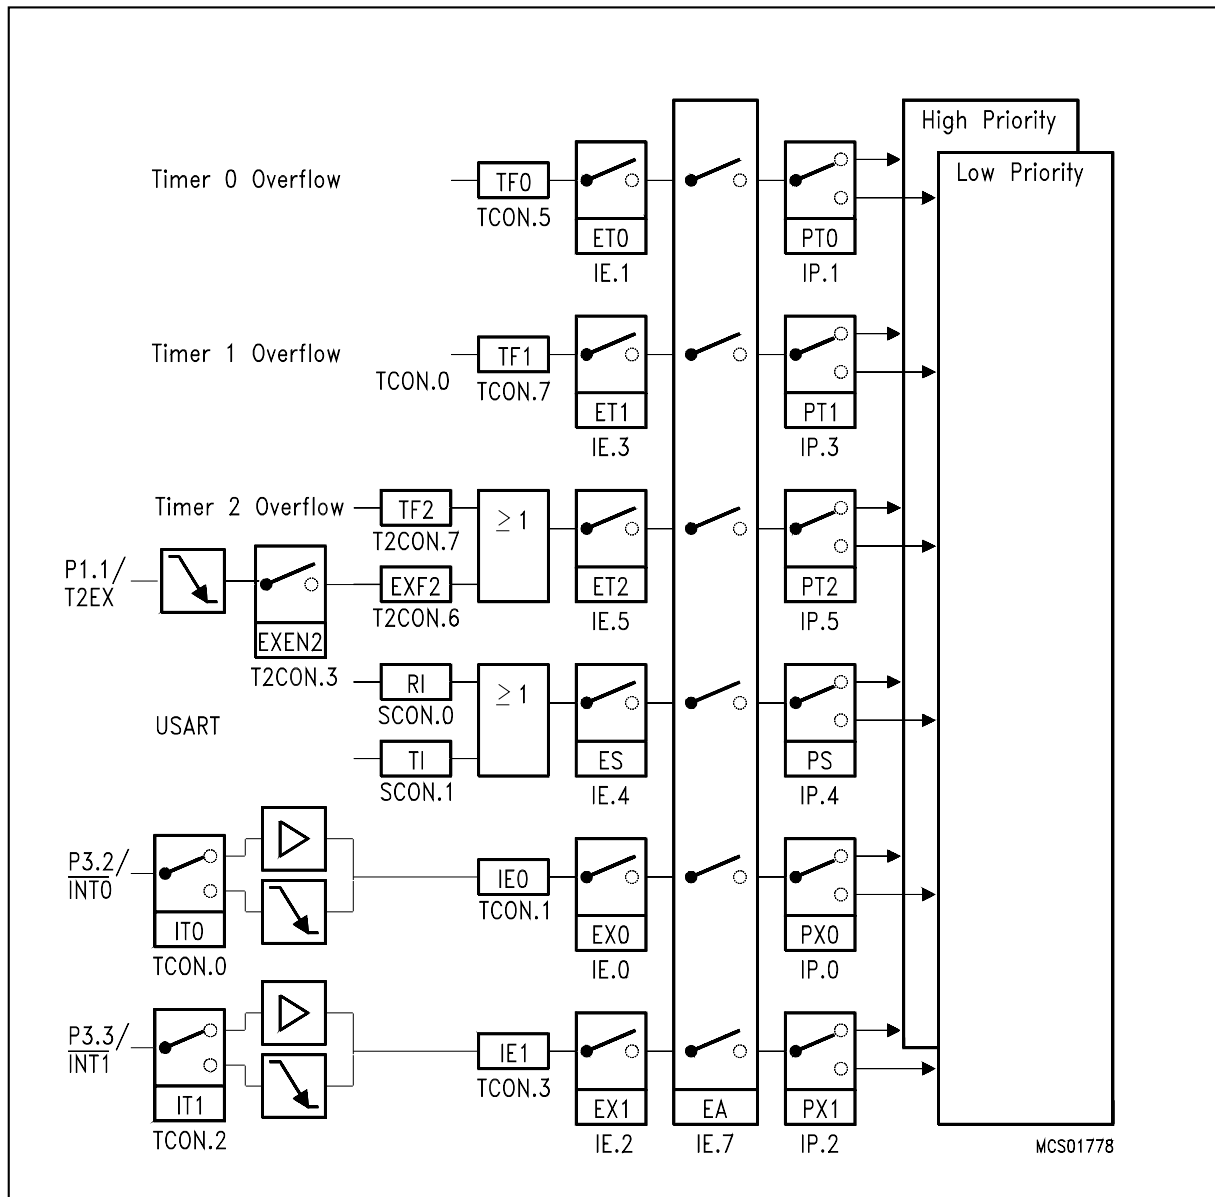 High Priority
Low Priority
Timer 0 Overflow
TF0
TCON.5
ET0
IE.1
PT0
IP.1
Timer 1 Overflow
TCON.0
TF1
TCON.7
ET1
IE.3
PT1
IP.3
Timer 2 Overflow
TF2
T2CON.7
≥1
P1.1/
T2EX
EXEN2
T2CON.3
EXF2
T2CON.6
ET2
IE.5
PT2
IP.5
USART
RI
SCON.0
TI
SCON.1
≥1
ES
IE.4
PS
IP.4
P3.2/
INT0
IT0
TCON.0
IE0
TCON.1
EX0
IE.0
PX0
IP.0
P3.3/
INT1
IT1
TCON.2
IE1
TCON.3
EX1
IE.2
EA
IE.7
PX1
IP.2
MCS01778